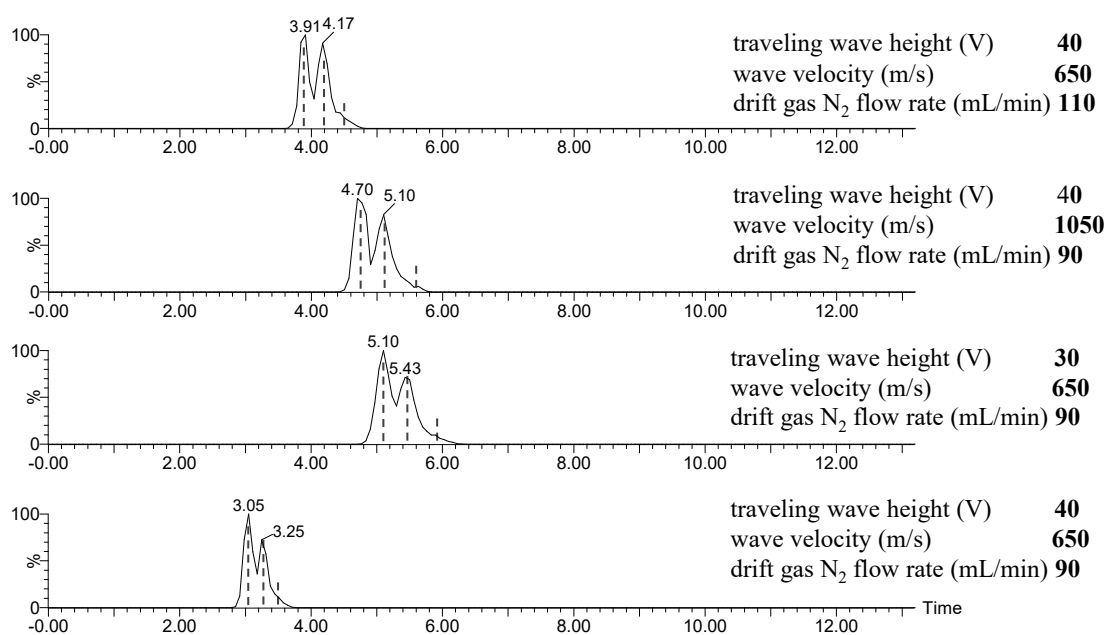 3.91 4.17
100
%
0
-0.00 2.00 4.00 6.00 8.00 10.00 12.00
traveling wave height (V) 40
wave velocity (m/s) 650
drift gas N₂ flow rate (mL/min) 110
4.70 5.10
100
%
0
-0.00 2.00 4.00 6.00 8.00 10.00 12.00
traveling wave height (V) 40
wave velocity (m/s) 1050
drift gas N₂ flow rate (mL/min) 90
5.10
5.43
100
%
0
-0.00 2.00 4.00 6.00 8.00 10.00 12.00
traveling wave height (V) 30
wave velocity (m/s) 650
drift gas N₂ flow rate (mL/min) 90
3.05
3.25
100
%
0
-0.00 2.00 4.00 6.00 8.00 10.00 12.00
Time
traveling wave height (V) 40
wave velocity (m/s) 650
drift gas N₂ flow rate (mL/min) 90